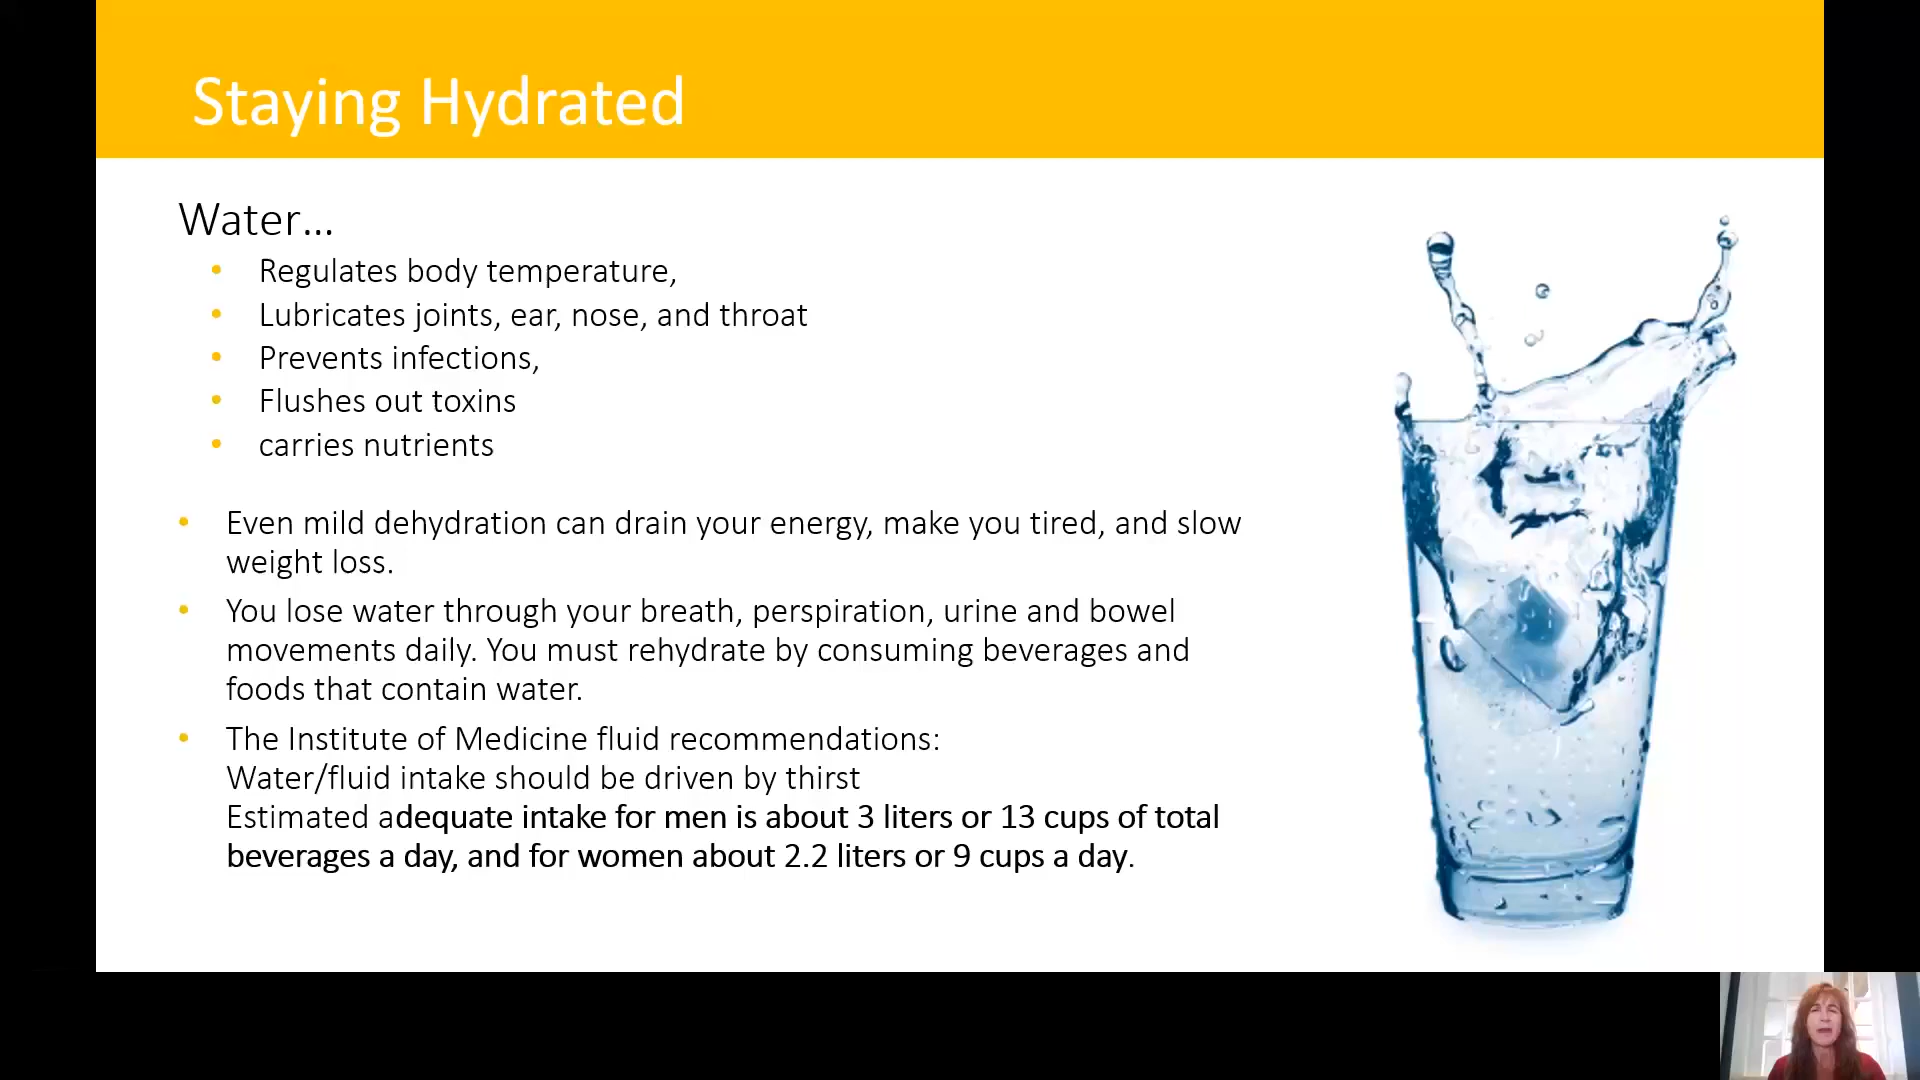 Staying Hydrated
Water...
• Regulates body temperature,
• Lubricates joints, ear, nose, and throat
• Prevents infections,
• Flushes out toxins
• carries nutrients
• Even mild dehydration can drain your energy, make you tired, and slow
weight loss.
• You lose water through your breath, perspiration, urine and bowel
movements daily. You must rehydrate by consuming beverages and
foods that contain water.
• The Institute of Medicine fluid recommendations:
Water/fluid intake should be driven by thirst
Estimated adequate intake for men is about 3 liters or 13 cups of total
beverages a day, and for women about 2.2 liters or 9 cups a day.